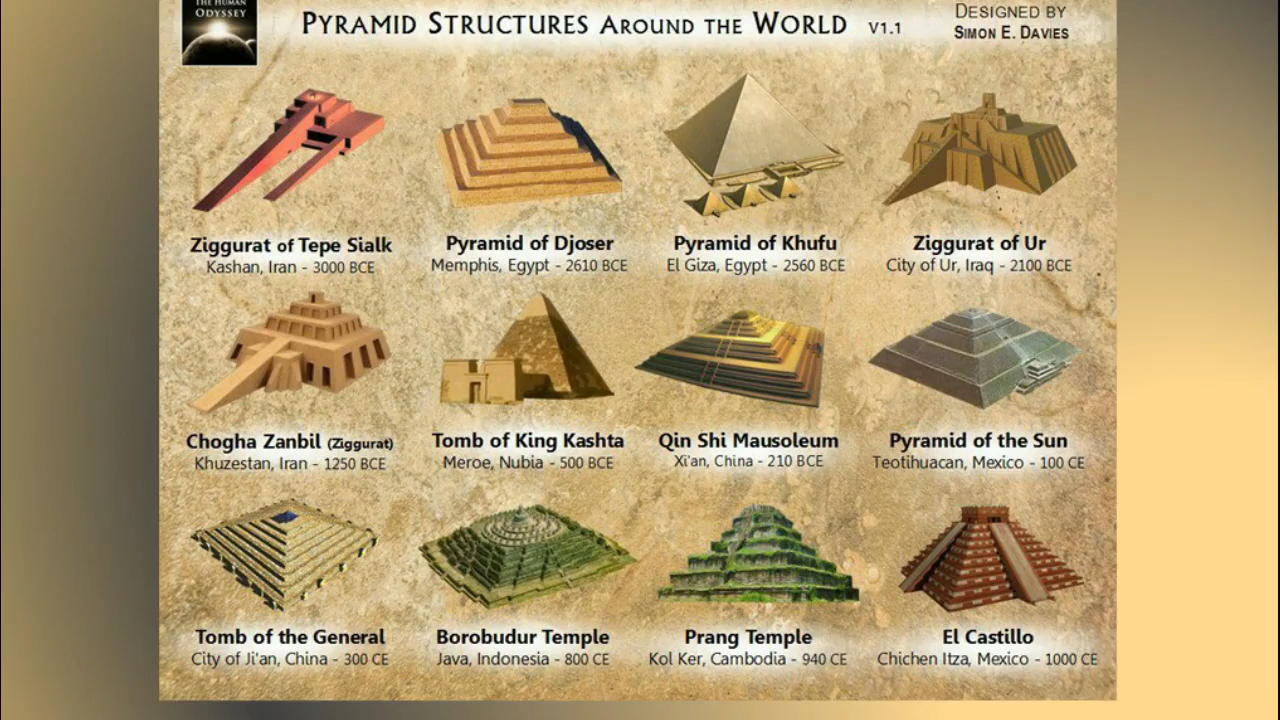 THE HUMAN
ODYSSEY
PYRAMID STRUCTURES AROUND THE WORLD V1.1
DESIGNED BY
SIMON E. DAVIES
Ziggurat of Tepe Sialk
Kashan, Iran - 3000 BCE
Pyramid of Djoser
Memphis, Egypt - 2610 BCE
Pyramid of Khufu
El Giza, Egypt - 2560 BCE
Ziggurat of Ur
City of Ur, Iraq - 2100 BCE
Chogha Zanbil (Ziggurat)
Khuzestan, Iran - 1250 BCE
Tomb of King Kashta
Meroe, Nubia - 500 BCE
Qin Shi Mausoleum
Xi'an, China - 210 BCE
Pyramid of the Sun
Teotihuacan, Mexico - 100 CE
Tomb of the General
City of Ji'an, China - 300 CE
Borobudur Temple
Java, Indonesia - 800 CE
Prang Temple
Kol Ker, Cambodia - 940 CE
El Castillo
Chichen Itza, Mexico - 1000 CE